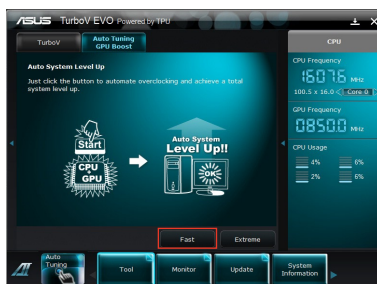 ASUS TurboV EVO Powered by TPU
TurboV
Auto Tuning
GPU Boost
Auto System Level Up
Just click the button to automate overclocking and achieve a total
system level up.
Start
CPU
GPU
Auto System
Level Up!!
OK
Fast
Extreme
CPU
CPU Frequency
1607.6 MHz
100.5 x 16.0 < Core 0
GPU Frequency
0850.0 MHz
CPU Usage
4% 6%
2% 6%
Auto
Tuning
Tool
Monitor
Update
System
Information